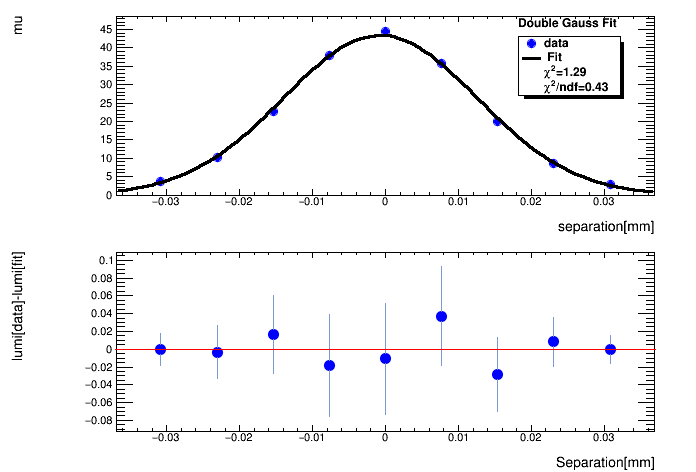 mu
45
40
35
30
25
20
15
10
5
0
−0.03 −0.02 −0.01 0 0.01 0.02 0.03
separation[mm]
Double Gauss Fit
data
Fit
χ²=1.29
χ²/ndf=0.43
lumi[data]-lumi[fit]
0.1
0.08
0.06
0.04
0.02
0
−0.02
−0.04
−0.06
−0.08
−0.03 −0.02 −0.01 0 0.01 0.02 0.03
Separation[mm]